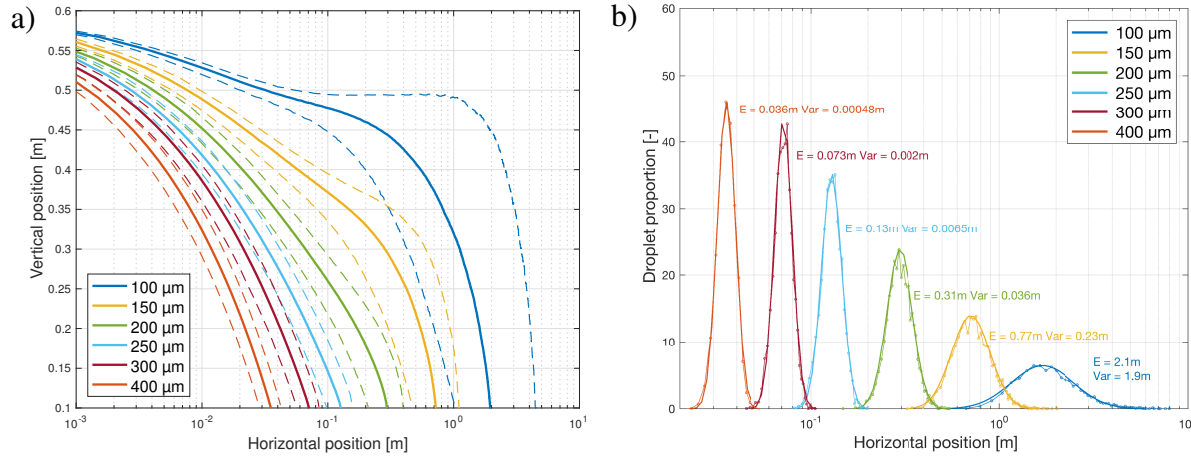 a)
Vertical position [m]
0.6
0.55
0.5
0.45
0.4
0.35
0.3
0.25
0.2
0.15
0.1
100 µm
150 µm
200 µm
250 µm
300 µm
400 µm
10⁻³
10⁻²
10⁻¹
10⁰
10¹
Horizontal position [m]
b)
Droplet proportion [-]
60
50
40
30
20
10
0
100 µm
150 µm
200 µm
250 µm
300 µm
400 µm
E = 0.036m Var = 0.00048m
E = 0.073m Var = 0.002m
E = 0.13m Var = 0.0065m
E = 0.31m Var = 0.036m
E = 0.77m Var = 0.23m
E = 2.1m
Var = 1.9m
10⁻¹
10⁰
10¹
Horizontal position [m]